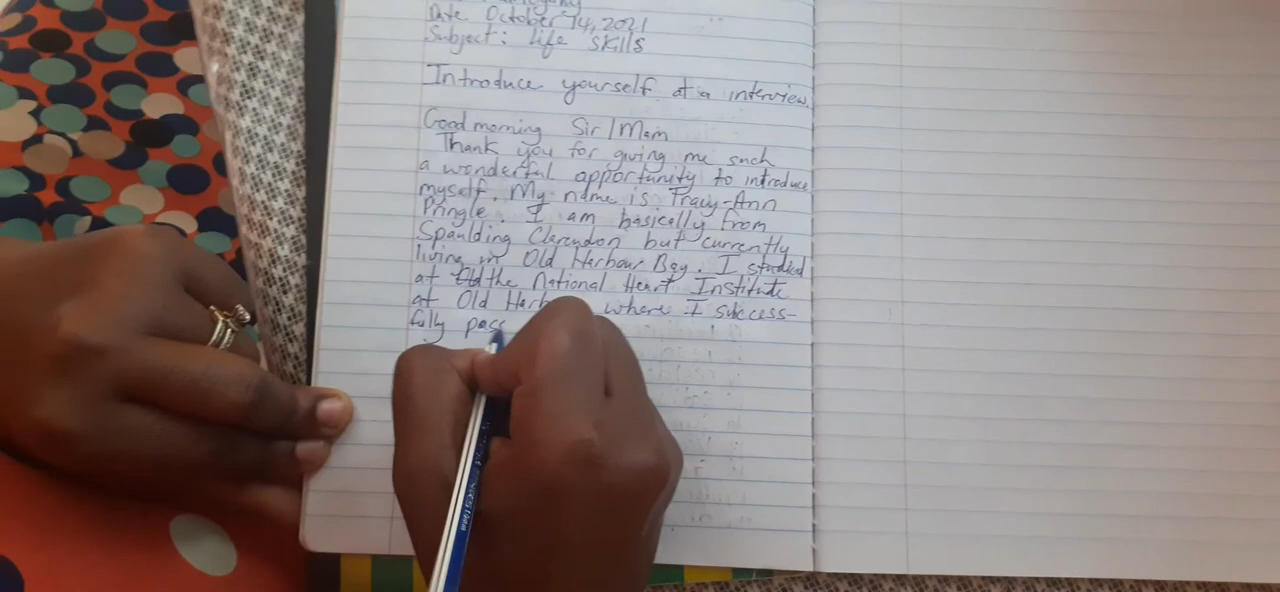 Date October 14, 2021
Subject: Life skills
Introduce yourself at a interview.
Good morning Sir/Mam
Thank you for giving me such
a wonderful opportunity to introduce
myself. My name is Tracy-Ann
Pringle. I am basically from
Spaulding Clarendon but currently
living in Old Harbour Bay. I studied
at the National Heart Institute
at Old Harb where I success-
fully pass